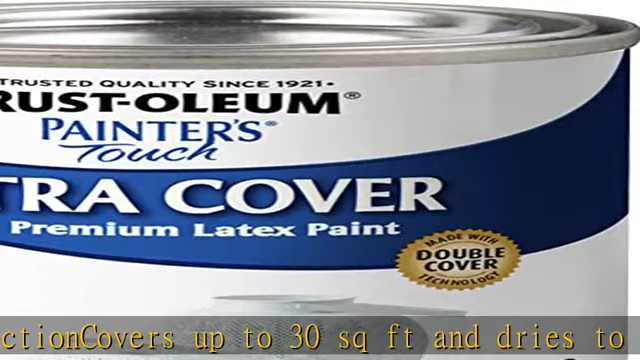 TRUSTED QUALITY SINCE 1921•
RUST-OLEUM®
PAINTER'S®
Touch
TRA COVER
Premium Latex Paint
MADE WITH
DOUBLE
COVER
TECHNOLOGY
ctionCovers up to 30 sq ft and dries to